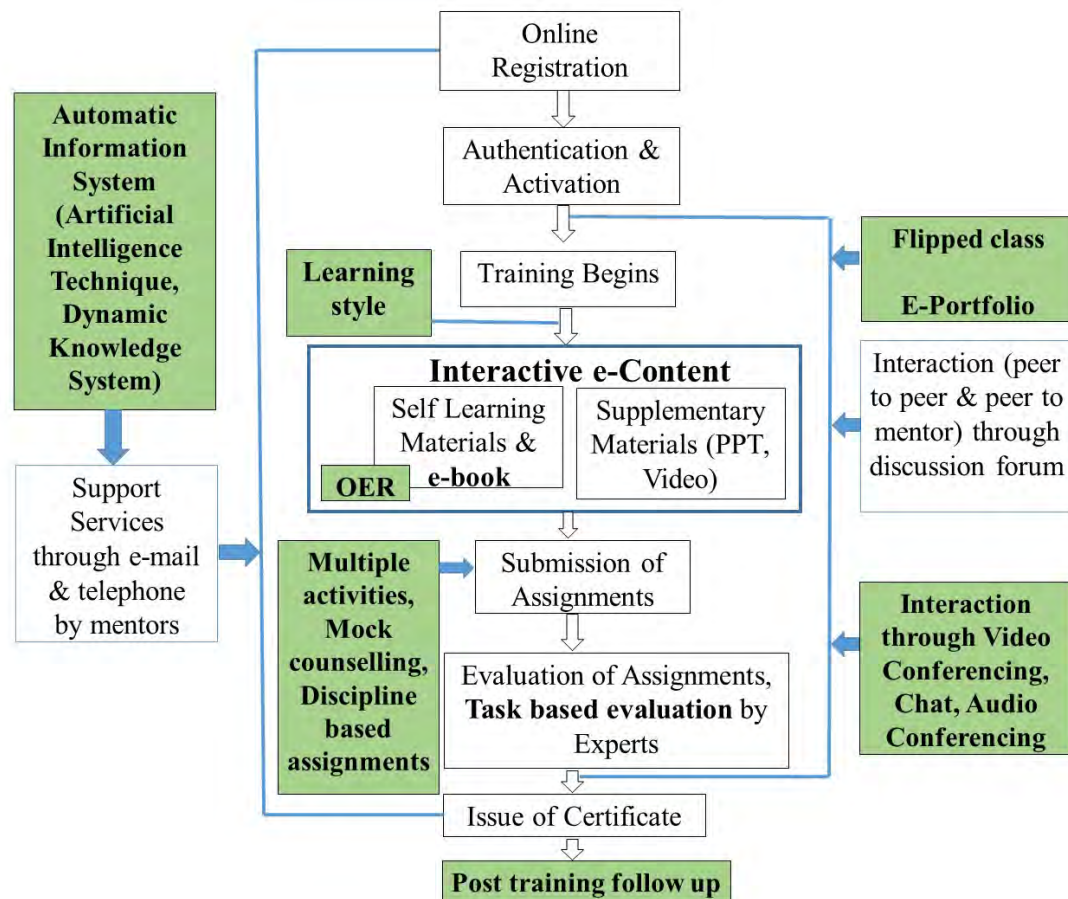 Online
Registration
Automatic
Information
System
(Artificial
Intelligence
Technique,
Dynamic
Knowledge
System)
Authentication &
Activation
Flipped class
E-Portfolio
Learning
style
Training Begins
Interactive e-Content
Self Learning
Materials &
e-book
OER
Supplementary
Materials (PPT,
Video)
Interaction (peer
to peer & peer to
mentor) through
discussion forum
Support
Services
through e-mail
& telephone
by mentors
Multiple
activities,
Mock
counselling,
Discipline
based
assignments
Submission of
Assignments
Interaction
through Video
Conferencing,
Chat, Audio
Conferencing
Evaluation of Assignments,
Task based evaluation by
Experts
Issue of Certificate
Post training follow up